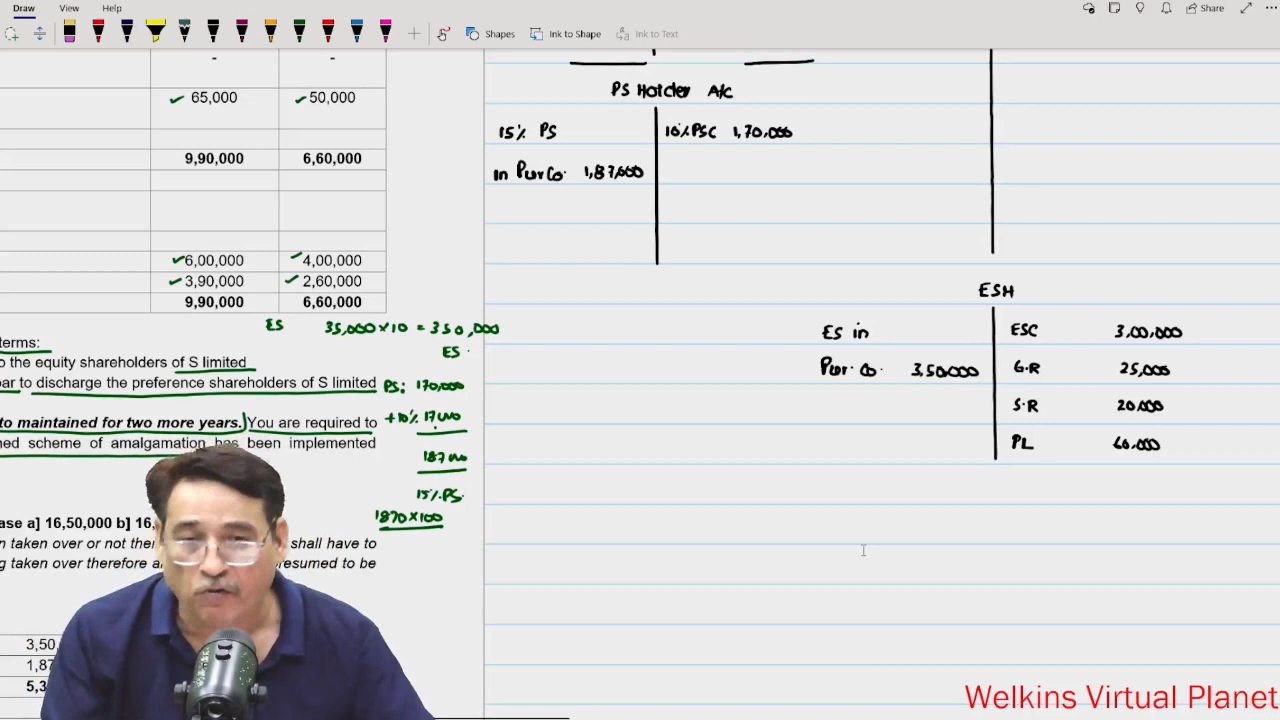 Draw View Help
Share
Shapes Ink to Shape Ink to Text
- -
65,000 50,000
9,90,000 6,60,000
6,00,000 4,00,000
3,90,000 2,60,000
9,90,000 6,60,000
ES 35,000 × 10 = 350,000
ES.
terms:
o the equity shareholders of S limited
par to discharge the preference shareholders of S limited
PS: 170,000
to maintained for two more years. You are required to
+10% 17000
ned scheme of amalgamation has been implemented
187000
15% PS.
1870 × 100
ase a] 16,50,000 b] 16,
n taken over or not the shall have to
g taken over therefore a resumed to be
3,50
1,87
5,3
PS Holder A/C
15% PS
10% PSC 1,70,000
in Pur Co. 1,87,000
ESH
ES in
ESC 3,00,000
Pur. Co. 3,50,000
G.R 25,000
S.R 20,000
PL 60,000
Welkins Virtual Planet